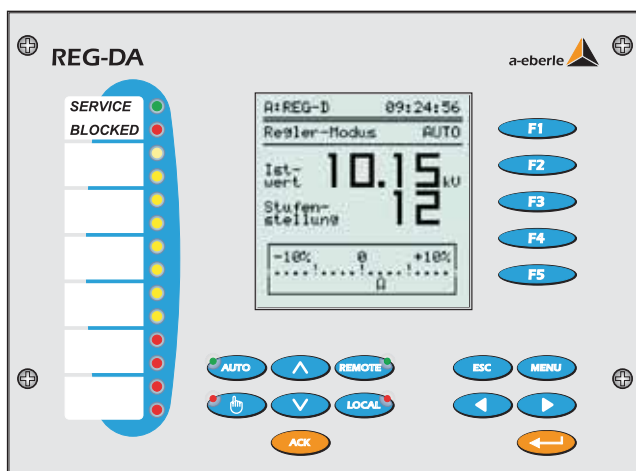 REG-DA
a-eberle
SERVICE
BLOCKED
A:REG-D 09:24:56
Regler-Modus AUTO
Ist-
wert 10.15 kV
Stufen-
stellung 12
-10% 0 +10%
F1
F2
F3
F4
F5
AUTO REMOTE ESC MENU
LOCAL
ACK